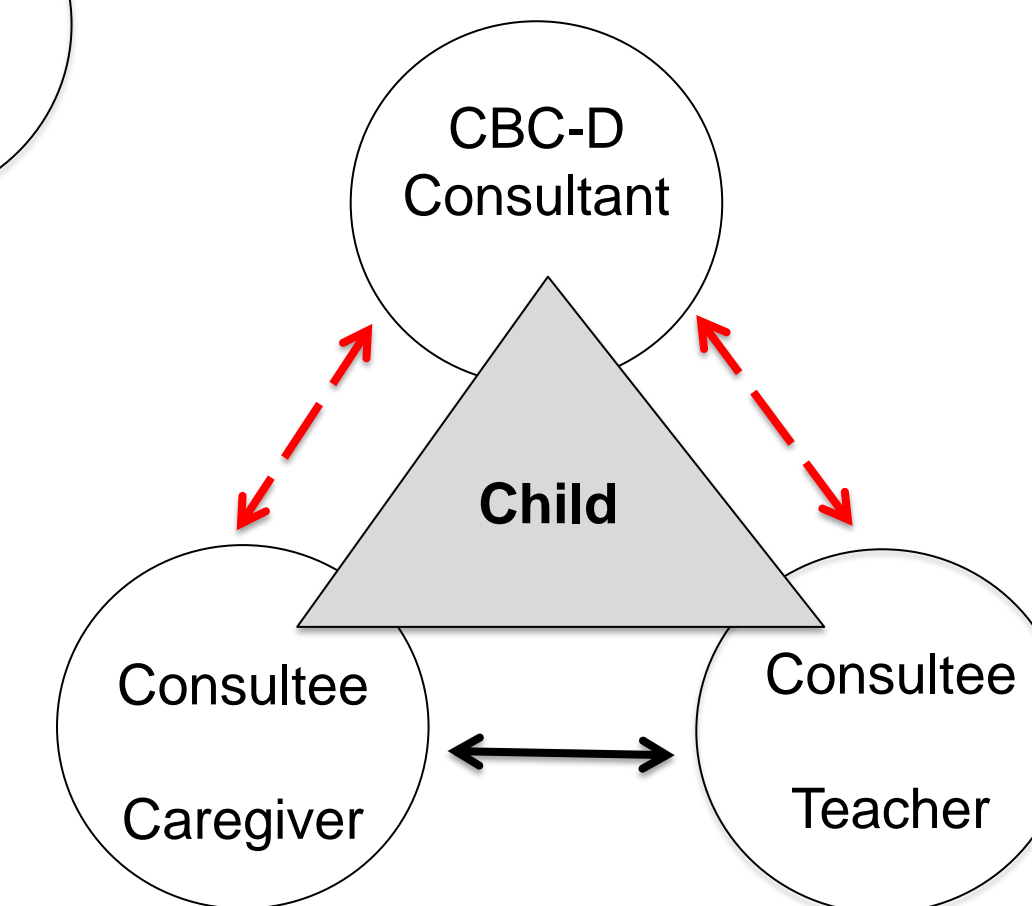 CBC-D
Consultant
Child
Consultee
Caregiver
Consultee
Teacher